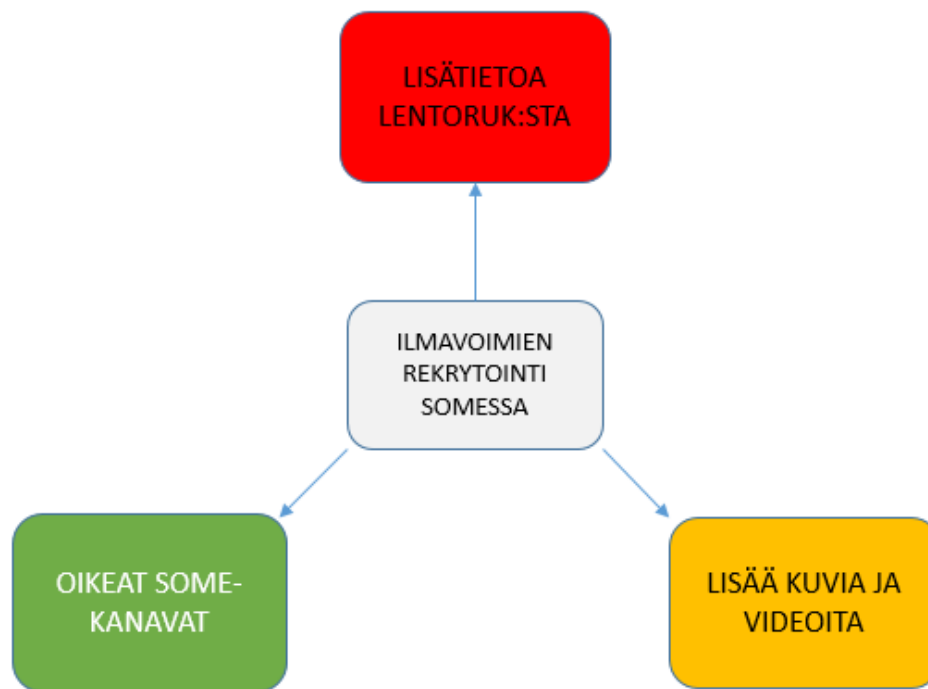 LISÄTIETOA
LENTORUK:STA
ILMAVOIMIEN
REKRYTOINTI
SOMESSA
OIKEAT SOME-
KANAVAT
LISÄÄ KUVIA JA
VIDEOITA